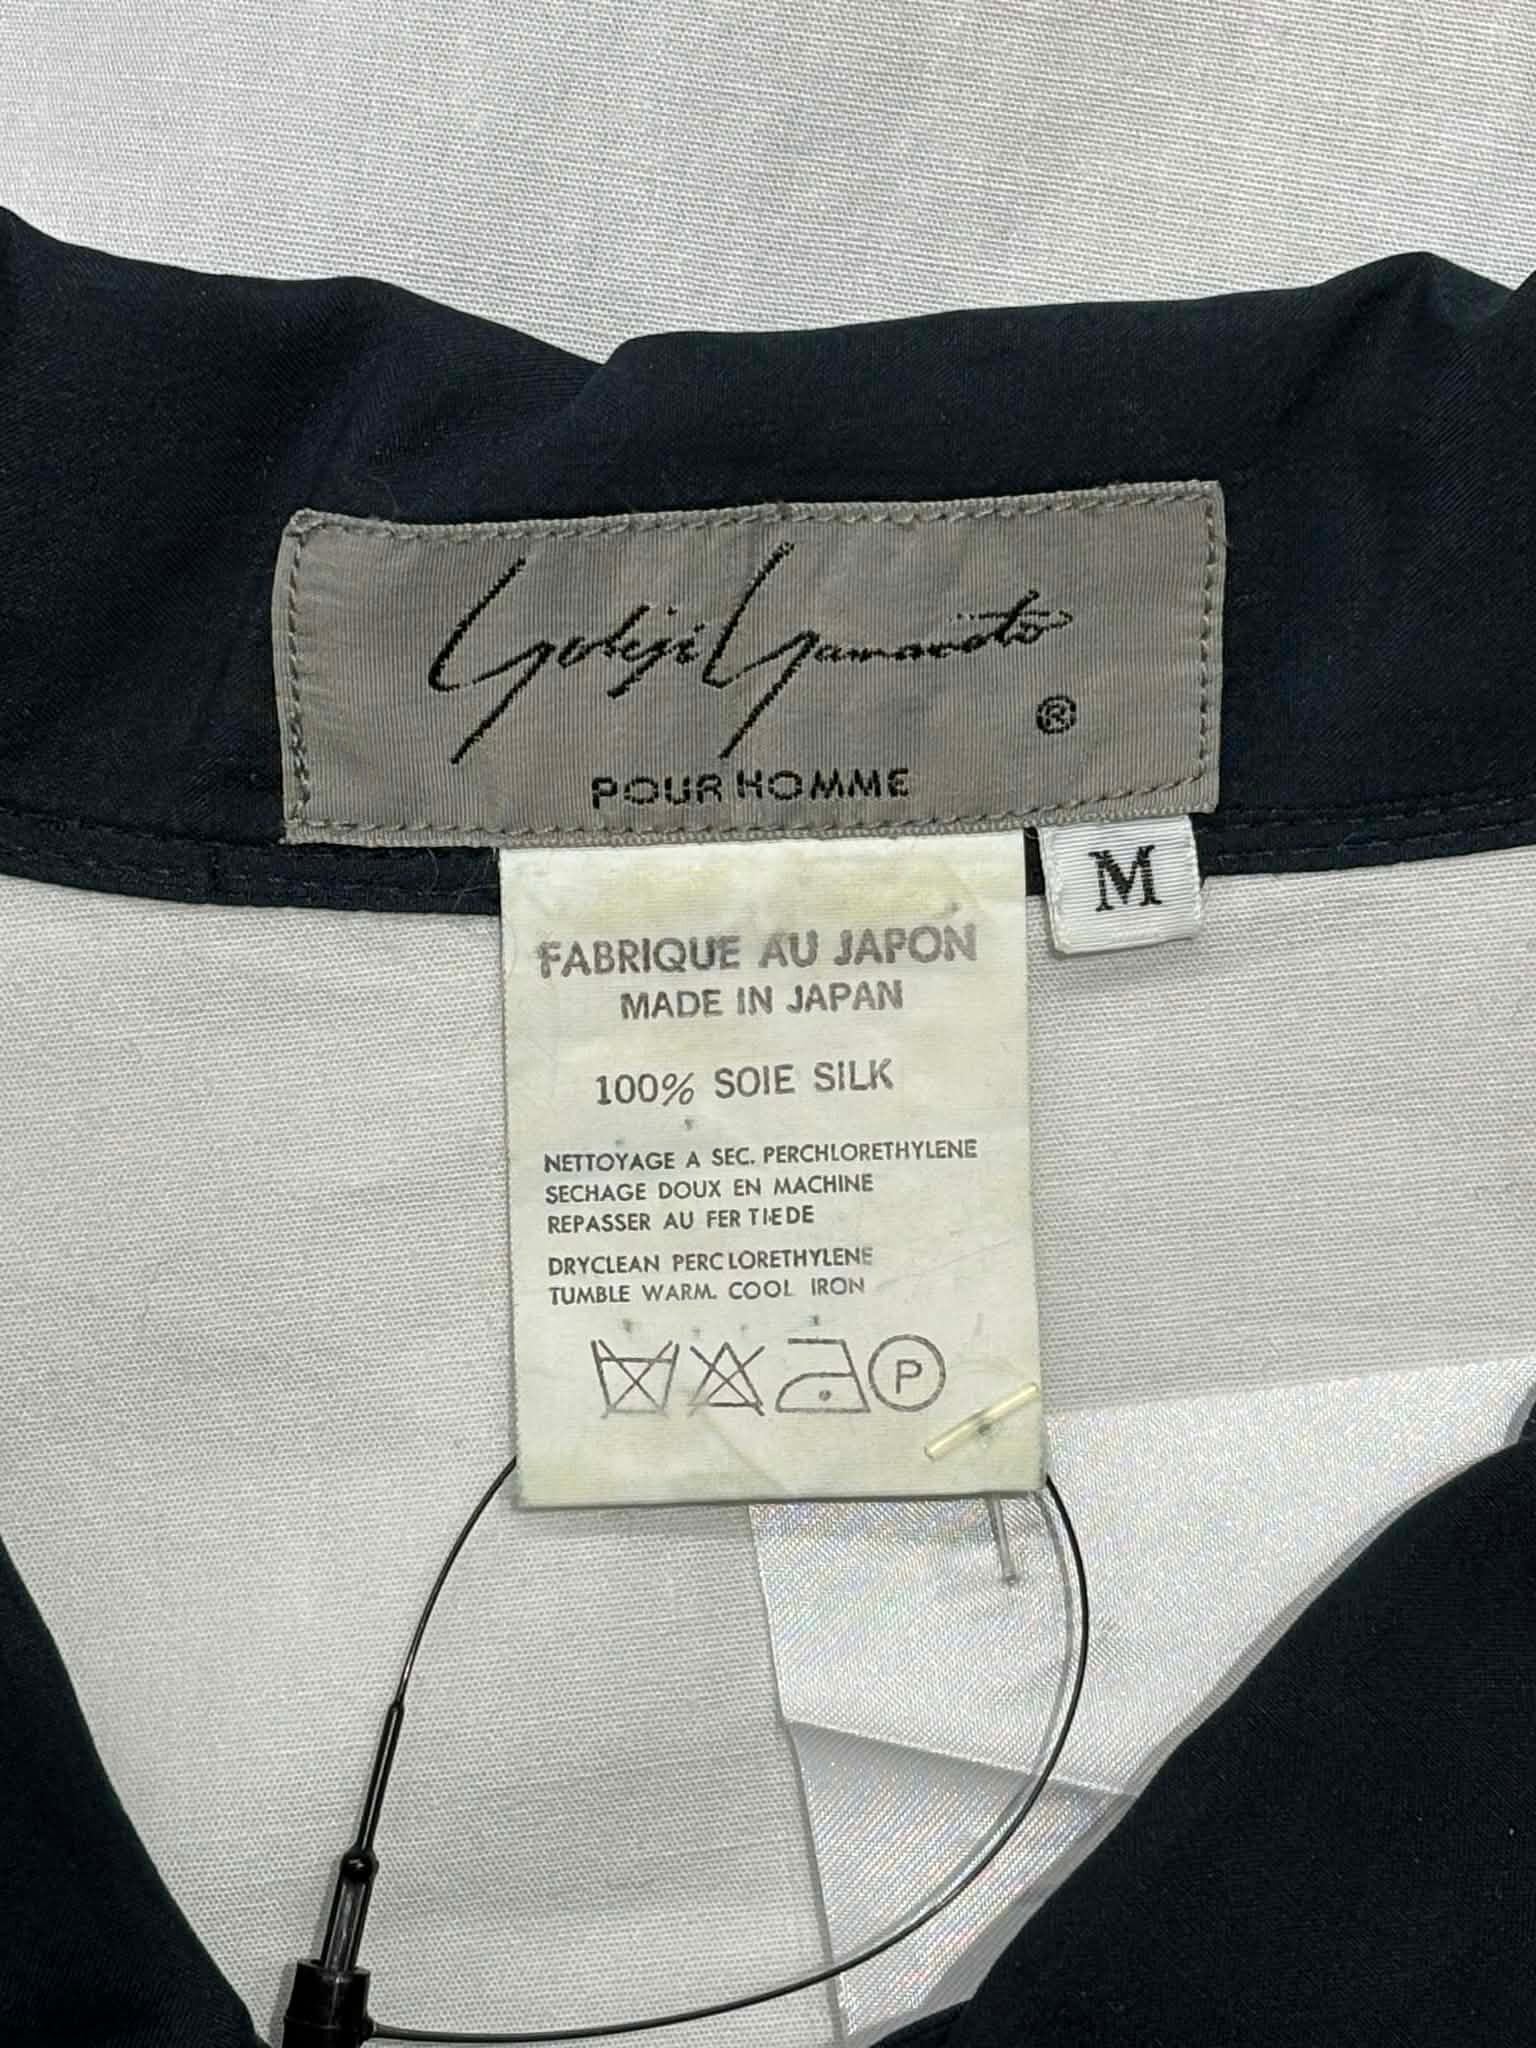 Yohji Yamamoto
®
POUR HOMME
M
FABRIQUE AU JAPON
MADE IN JAPAN
100% SOIE SILK
NETTOYAGE A SEC. PERCHLORETHYLENE
SECHAGE DOUX EN MACHINE
REPASSER AU FER TIEDE
DRYCLEAN PERCLORETHYLENE
TUMBLE WARM. COOL IRON
P